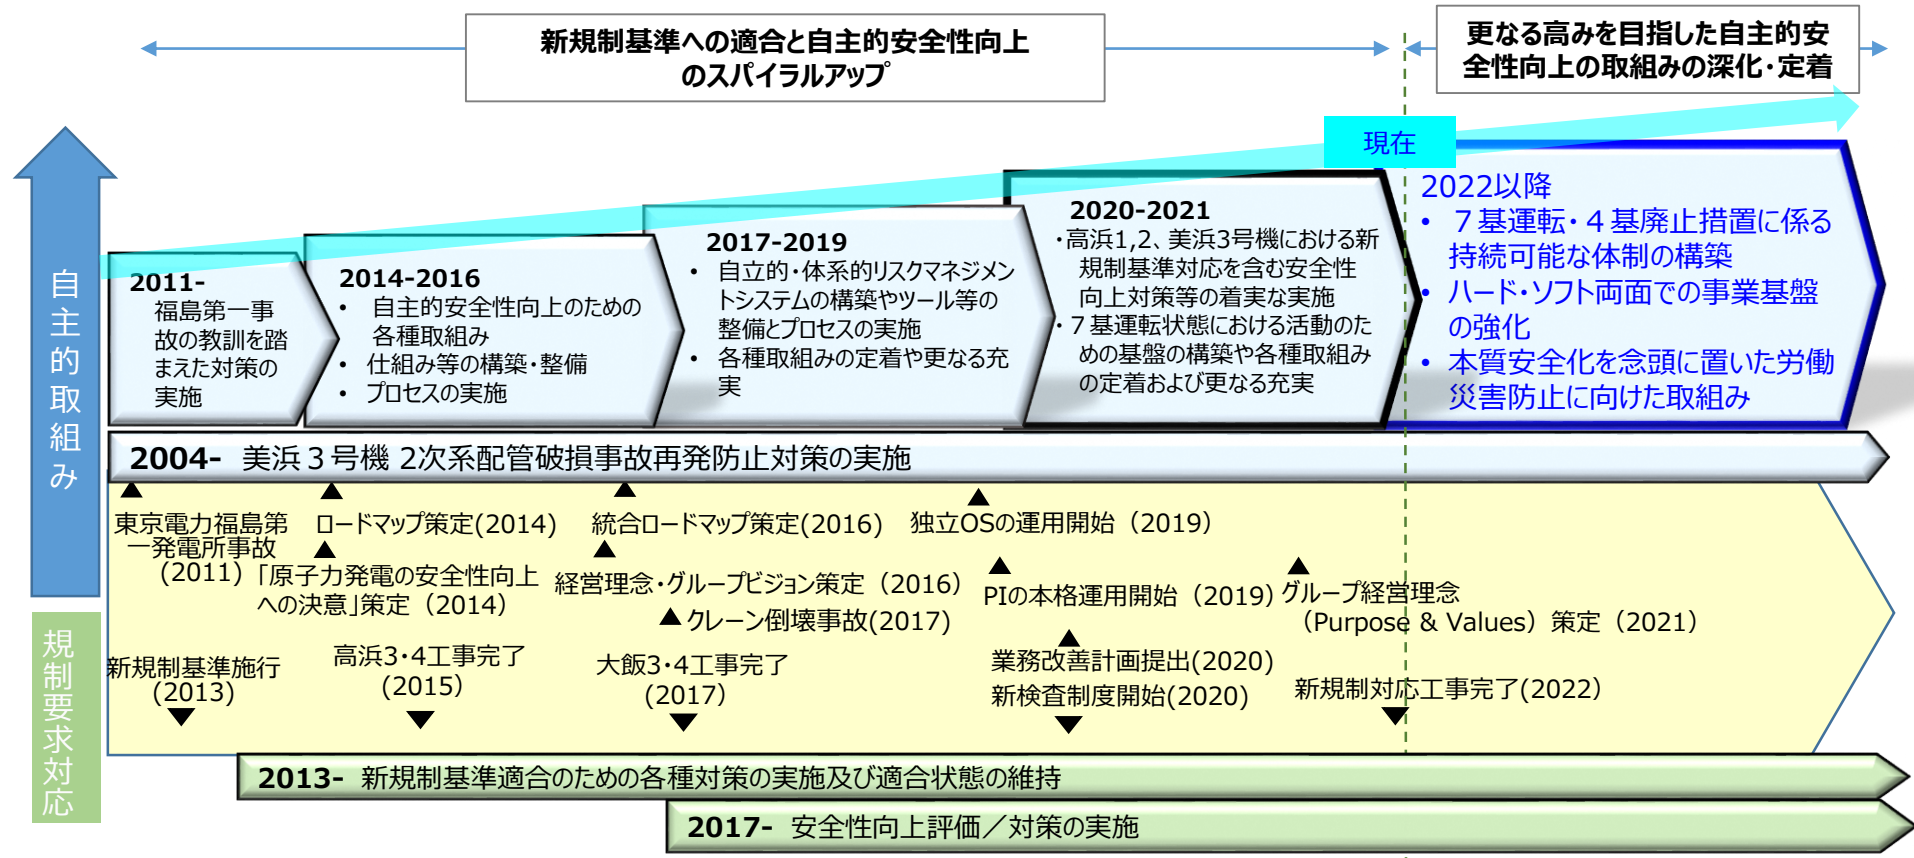 新規制基準への適合と自主的安全性向上
のスパイラルアップ
更なる高みを目指した自主的安
全性向上の取組みの深化・定着
現在
自主的取組み
規制要求対応
2011-
福島第一事
故の教訓を踏
まえた対策の
実施
2014-2016
• 自主的安全性向上のための
各種取組み
• 仕組み等の構築・整備
• プロセスの実施
2017-2019
• 自立的・体系的リスクマネジメン
トシステムの構築やツール等の
整備とプロセスの実施
• 各種取組みの定着や更なる充
実
2020-2021
・高浜1,2、美浜3号機における新
規制基準対応を含む安全性
向上対策等の着実な実施
・７基運転状態における活動のた
めの基盤の構築や各種取組み
の定着および更なる充実
2022以降
• ７基運転・４基廃止措置に係る
持続可能な体制の構築
• ハード・ソフト両面での事業基盤
の強化
• 本質安全化を念頭に置いた労働
災害防止に向けた取組み
2004- 美浜３号機 2次系配管破損事故再発防止対策の実施
▲
東京電力福島第
一発電所事故
（2011）
▲
ロードマップ策定(2014)
▲
「原子力発電の安全性向上
への決意」策定（2014）
▲
統合ロードマップ策定(2016)
▲
経営理念・グループビジョン策定（2016）
▲クレーン倒壊事故(2017)
▲
独立OSの運用開始（2019）
▲
PIの本格運用開始（2019）
▲
業務改善計画提出(2020)
▲
グループ経営理念
（Purpose & Values）策定（2021）
新規制基準施行
（2013）
▼
高浜3・4工事完了
（2015）
▼
大飯3・4工事完了
（2017）
▼
新検査制度開始(2020)
▼
新規制対応工事完了(2022）
▼
2013- 新規制基準適合のための各種対策の実施及び適合状態の維持
2017- 安全性向上評価／対策の実施